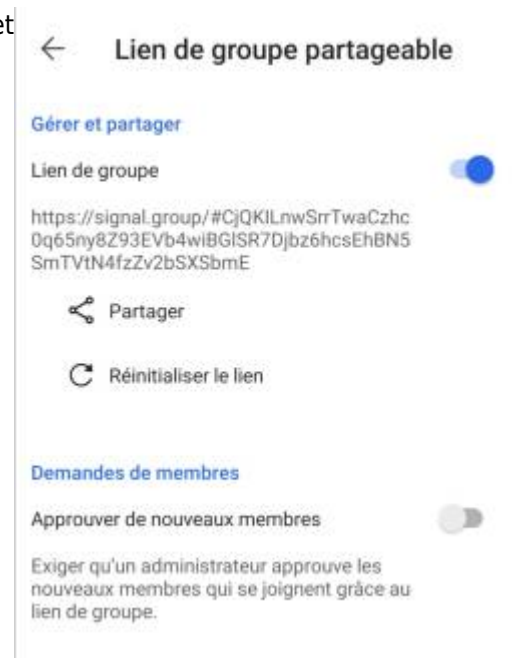 et
Lien de groupe partageable
Gérer et partager
Lien de groupe
https://signal.group/#CjQKILnwSrrTwaCzhc
0q65ny8Z93EVb4wiBGlSR7Djbz6hcsEhBN5
SmTVtN4fzZv2bSXSbmE
Partager
Réinitialiser le lien
Demandes de membres
Approuver de nouveaux membres
Exiger qu'un administrateur approuve les
nouveaux membres qui se joignent grâce au
lien de groupe.